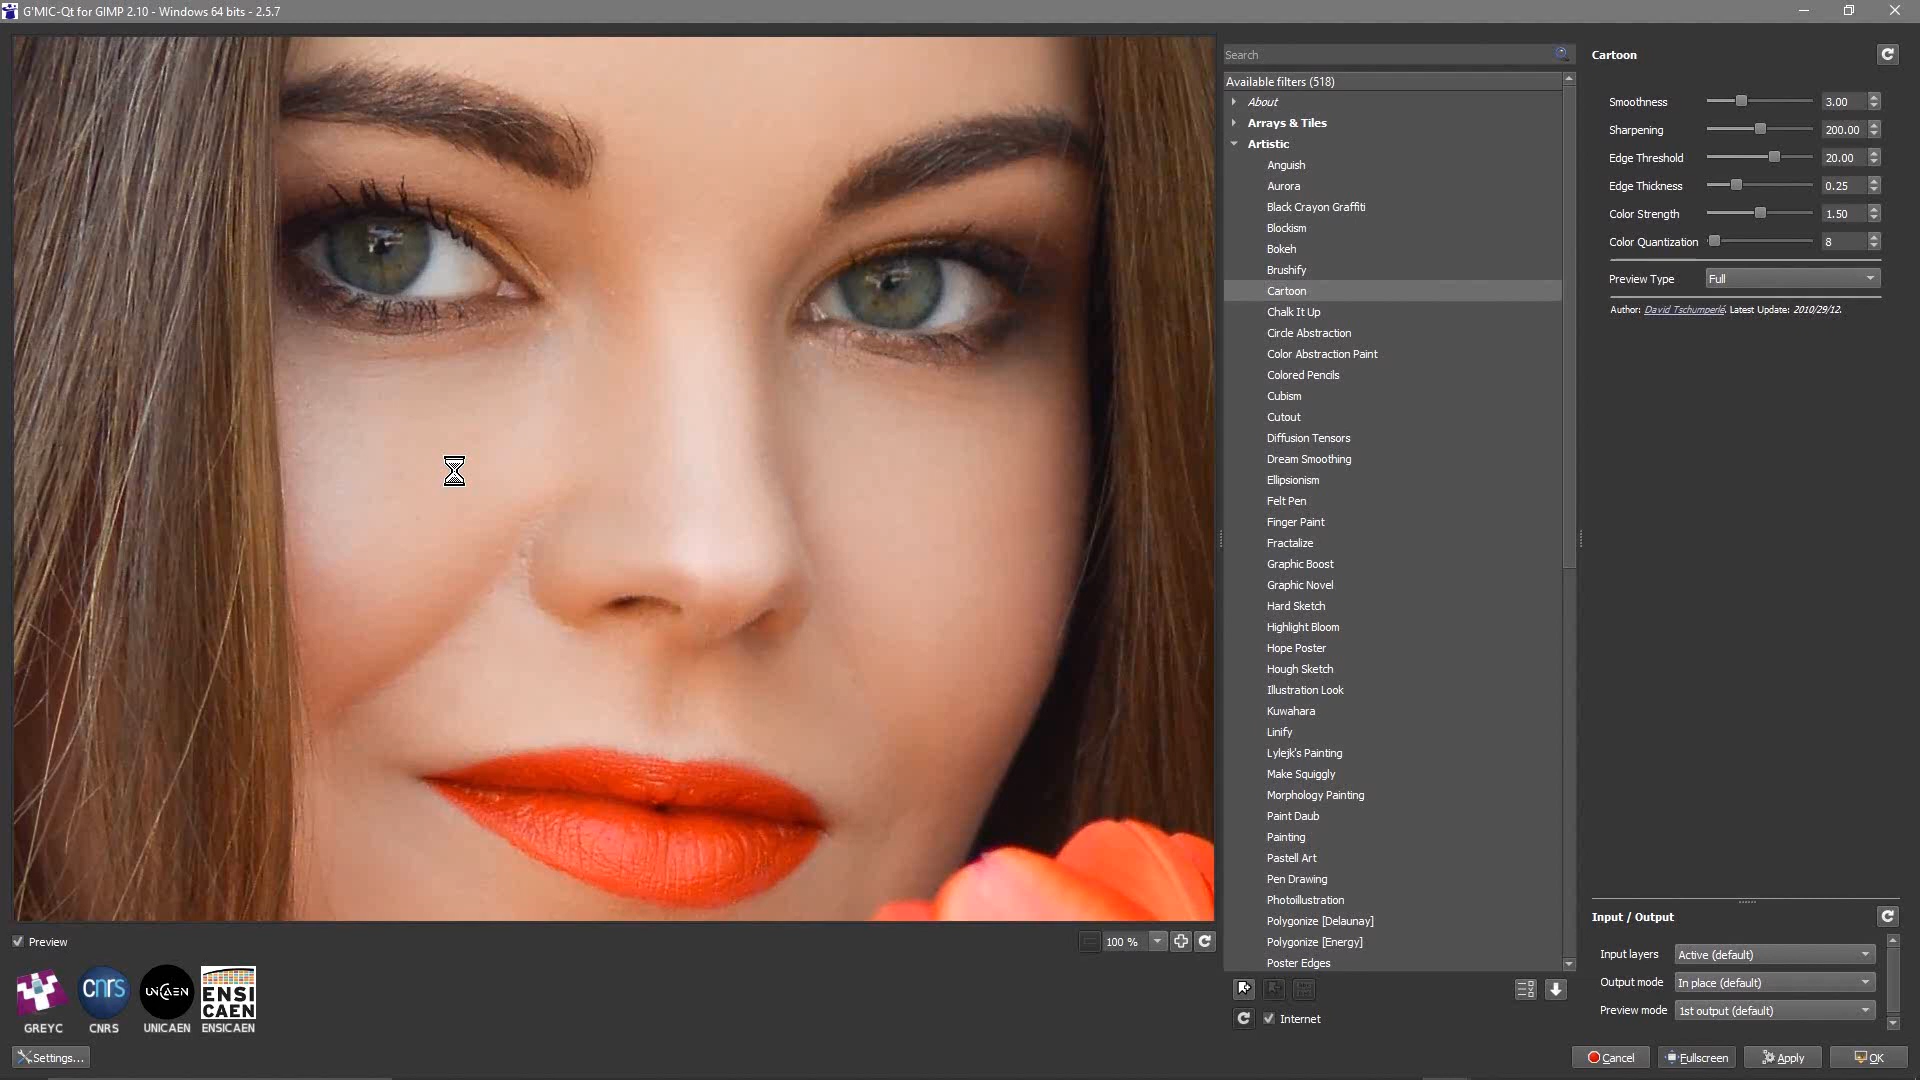 G'MIC-Qt for GIMP 2.10 - Windows 64 bits - 2.5.7
Search
Available filters (518)
About
Arrays & Tiles
Artistic
Anguish
Aurora
Black Crayon Graffiti
Blockism
Bokeh
Brushify
Cartoon
Chalk It Up
Circle Abstraction
Color Abstraction Paint
Colored Pencils
Cubism
Cutout
Diffusion Tensors
Dream Smoothing
Ellipsionism
Felt Pen
Finger Paint
Fractalize
Graphic Boost
Graphic Novel
Hard Sketch
Highlight Bloom
Hope Poster
Hough Sketch
Illustration Look
Kuwahara
Linify
Lylejk's Painting
Make Squiggly
Morphology Painting
Paint Daub
Painting
Pastell Art
Pen Drawing
Photoillustration
Polygonize [Delaunay]
Polygonize [Energy]
Poster Edges
Internet
Cartoon
Smoothness 3.00
Sharpening 200.00
Edge Threshold 20.00
Edge Thickness 0.25
Color Strength 1.50
Color Quantization 8
Preview Type Full
Author: David Tschumperlé. Latest Update: 2010/29/12.
Input / Output
Input layers Active (default)
Output mode In place (default)
Preview mode 1st output (default)
Preview
100 %
cnrs
UNICAEN
ENSI
CAEN
GREYC CNRS UNICAEN ENSICAEN
Settings...
Cancel Fullscreen Apply OK